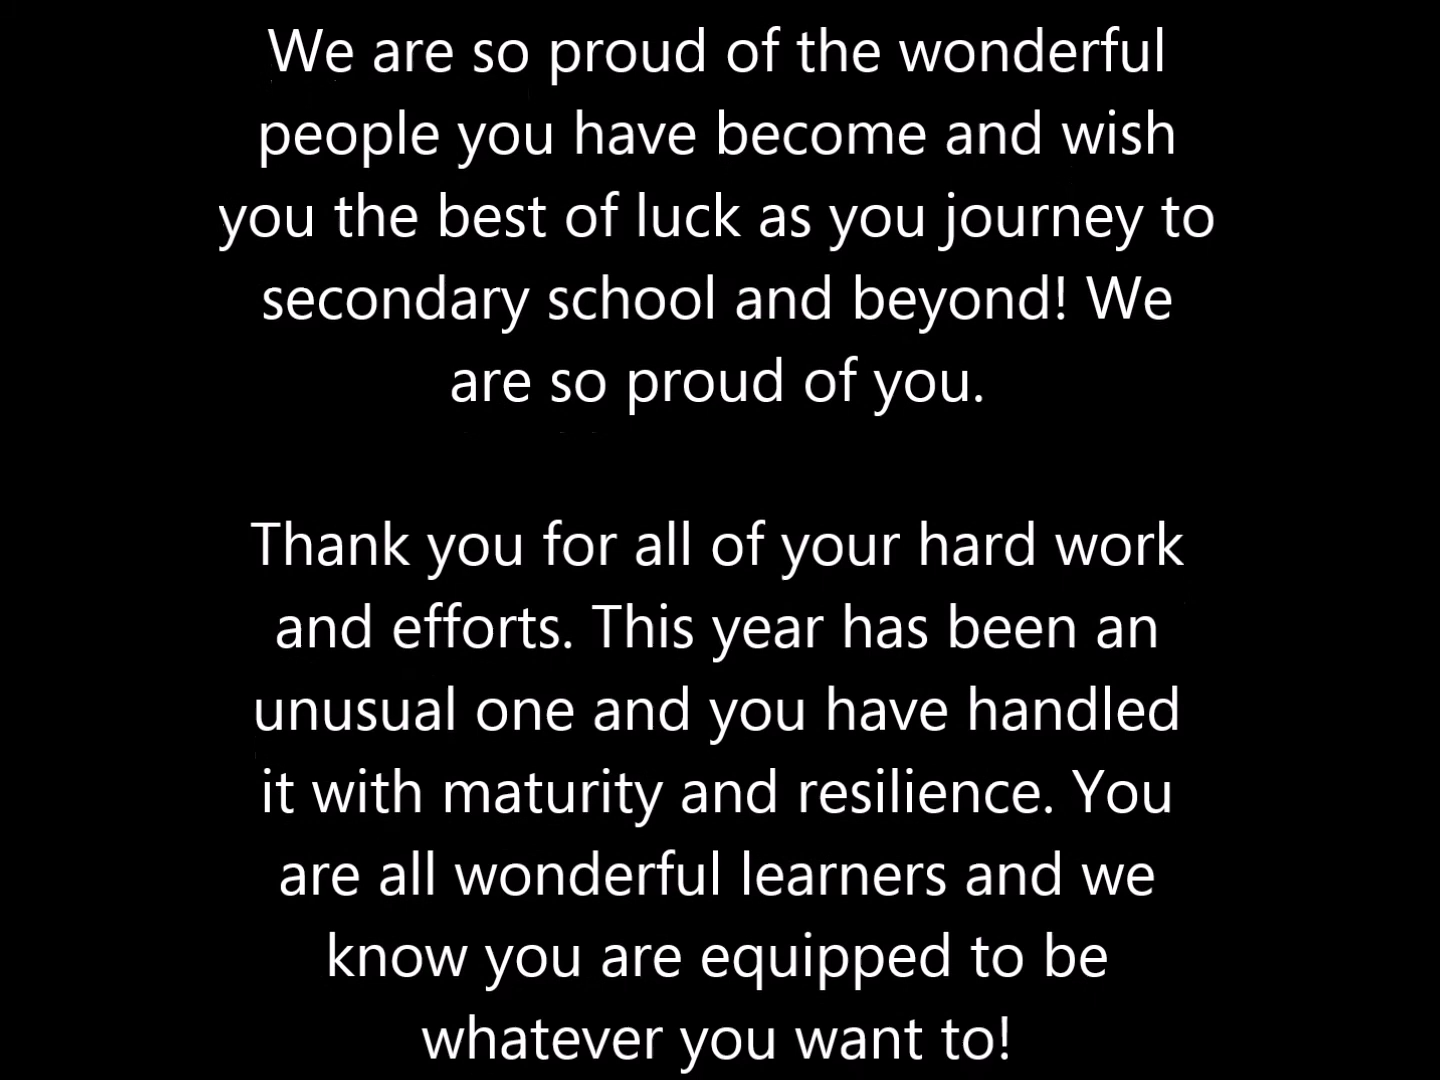 We are so proud of the wonderful
people you have become and wish
you the best of luck as you journey to
secondary school and beyond! We
are so proud of you.
Thank you for all of your hard work
and efforts. This year has been an
unusual one and you have handled
it with maturity and resilience. You
are all wonderful learners and we
know you are equipped to be
whatever you want to!